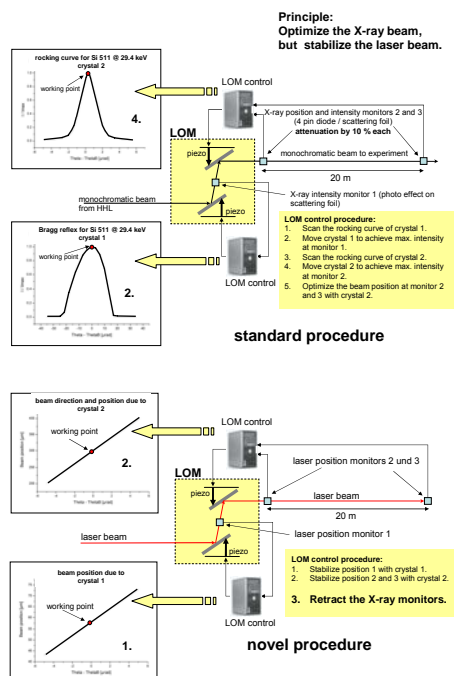 Principle:
Optimize the X-ray beam,
but stabilize the laser beam.
rocking curve for Si 511 @ 29.4 keV
crystal 2
working point
4.
LOM control
X-ray position and intensity monitors 2 und 3
(4 pin diode / scattering foil)
attenuation by 10 % each
LOM
piezo
monochromatic beam to experiment
20 m
X-ray intensity monitor 1 (photo effect on
scattering foil)
monochromatic beam
from HHL
piezo
LOM control
Bragg reflex for Si 511 @ 29.4 keV
crystal 1
working point
2.
LOM control procedure:
1. Scan the rocking curve of crystal 1.
2. Move crystal 1 to achieve max. intensity
at monitor 1.
3. Scan the rocking curve of crystal 2.
4. Move crystal 2 to achieve max. intensity
at monitor 2.
5. Optimize the beam position at monitor 2
and 3 with crystal 2.
standard procedure
beam direction and position due to
crystal 2
working point
2.
LOM control
laser position monitors 2 und 3
LOM
piezo
laser beam
20 m
laser position monitor 1
laser beam
piezo
LOM control
beam position due to
crystal 1
working point
1.
LOM control procedure:
1. Stabilize position 1 with crystal 1.
2. Stabilize position 2 and 3 with crystal 2.
3. Retract the X-ray monitors.
novel procedure